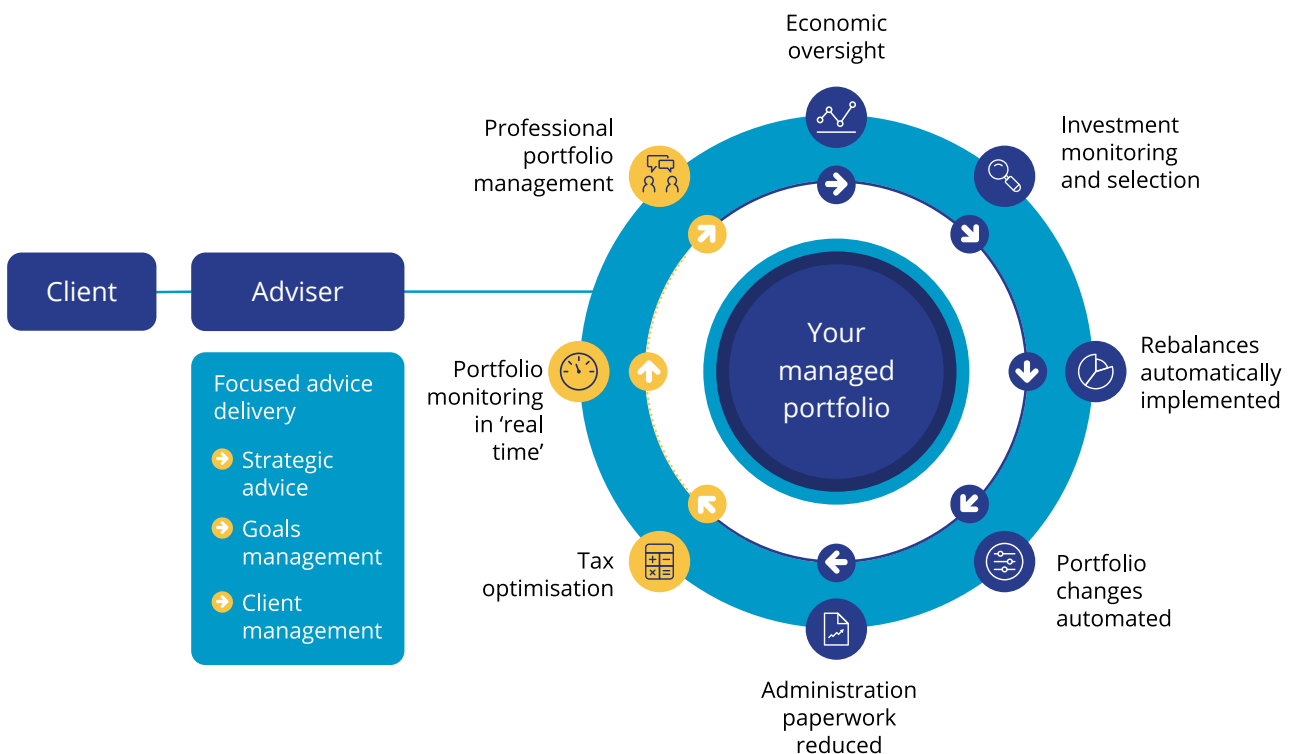 Client
Adviser
Focused advice
delivery
Strategic
advice
Goals
management
Client
management
Economic
oversight
Investment
monitoring
and selection
Rebalances
automatically
implemented
Portfolio
changes
automated
Administration
paperwork
reduced
Tax
optimisation
Portfolio
monitoring
in ‘real
time’
Professional
portfolio
management
Your
managed
portfolio